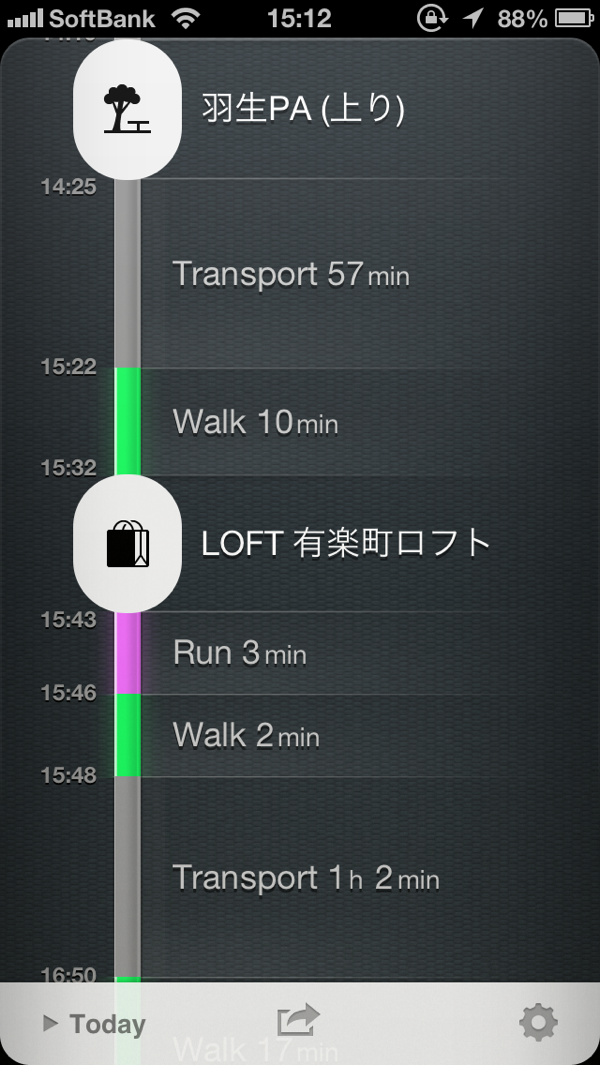 SoftBank 15:12 88%
羽生PA (上り)
14:25
Transport 57 min
15:22
Walk 10 min
15:32
LOFT 有楽町ロフト
15:43
Run 3 min
15:46
Walk 2 min
15:48
Transport 1 h 2 min
16:50
Today
Walk 17 min